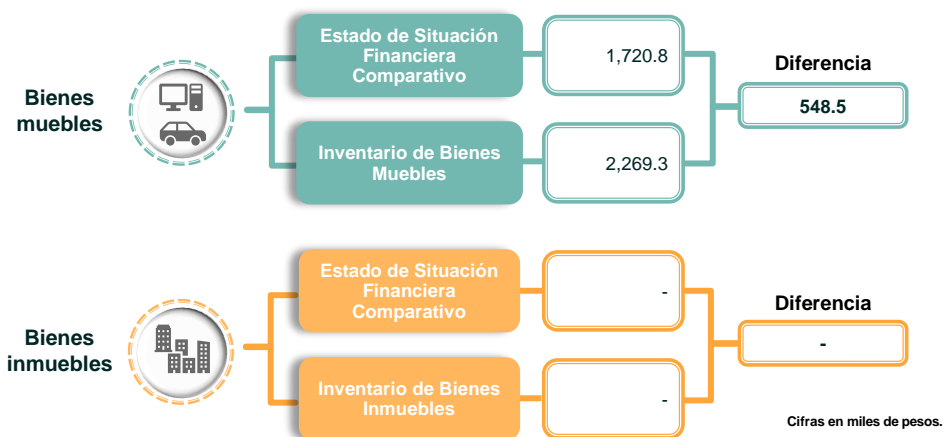 Bienes
muebles
Estado de Situación
Financiera
Comparativo
1,720.8
Inventario de Bienes
Muebles
2,269.3
Diferencia
548.5
Bienes
inmuebles
Estado de Situación
Financiera
Comparativo
-
Inventario de Bienes
Inmuebles
-
Diferencia
-
Cifras en miles de pesos.